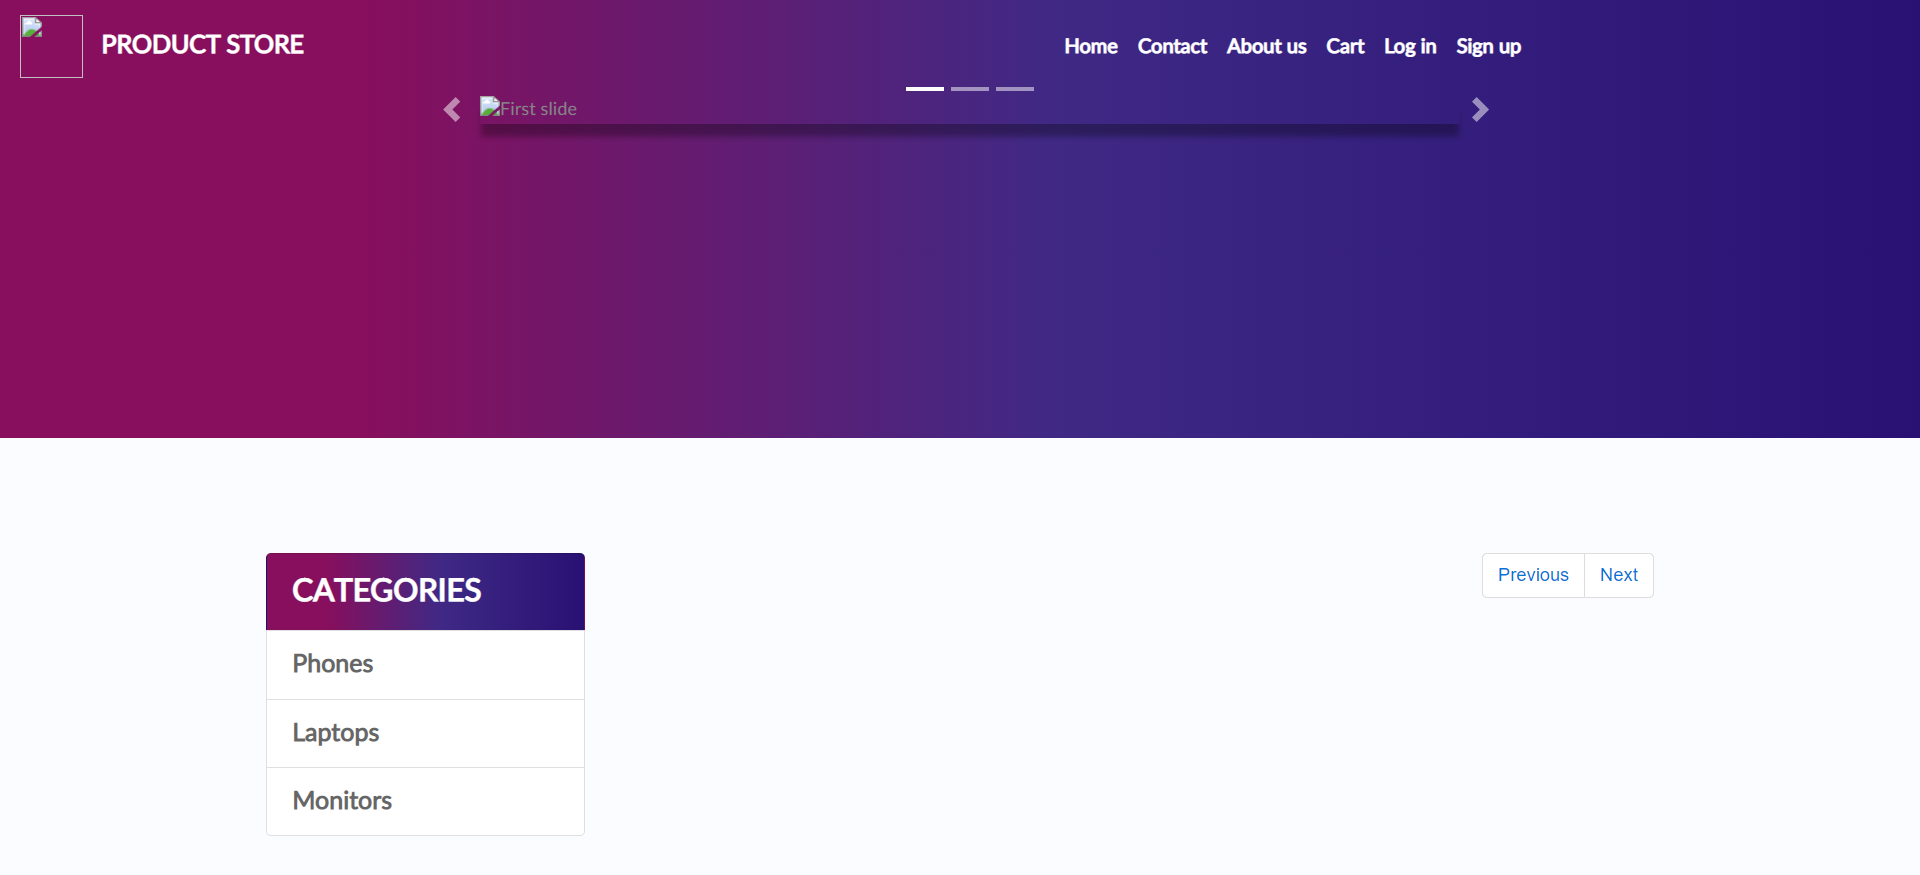 PRODUCT STORE
Home Contact About us Cart Log in Sign up
First slide
CATEGORIES
Phones
Laptops
Monitors
Previous Next